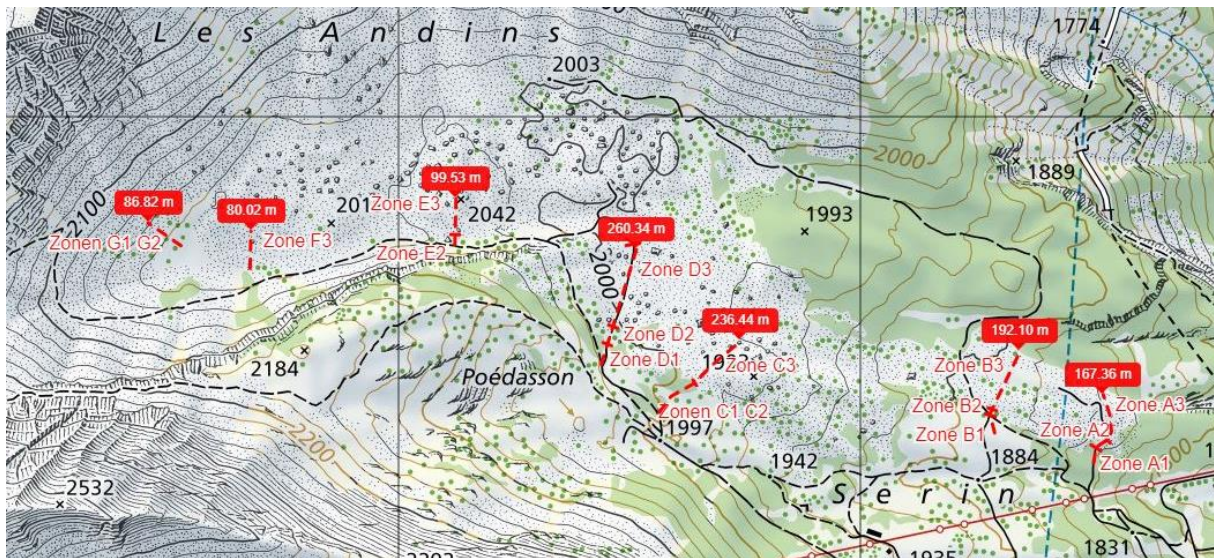 Les Andins
1774
2003
2000
1889
2100
86.82 m
80.02 m
99.53 m
Zone E3
2042
1993
Zonen G1 G2
Zone F3
260.34 m
Zone E2
2000
Zone D3
236.44 m
192.10 m
Zone D2
Zone D1
Zone C3
Zone B3
2184
Poédasson
167.36 m
Zone A3
Zonen C1 C2
Zone B2
Zone B1
Zone A2
1997
2200
2000
1942
1884
Zone A1
2532
Serin
1935
1831